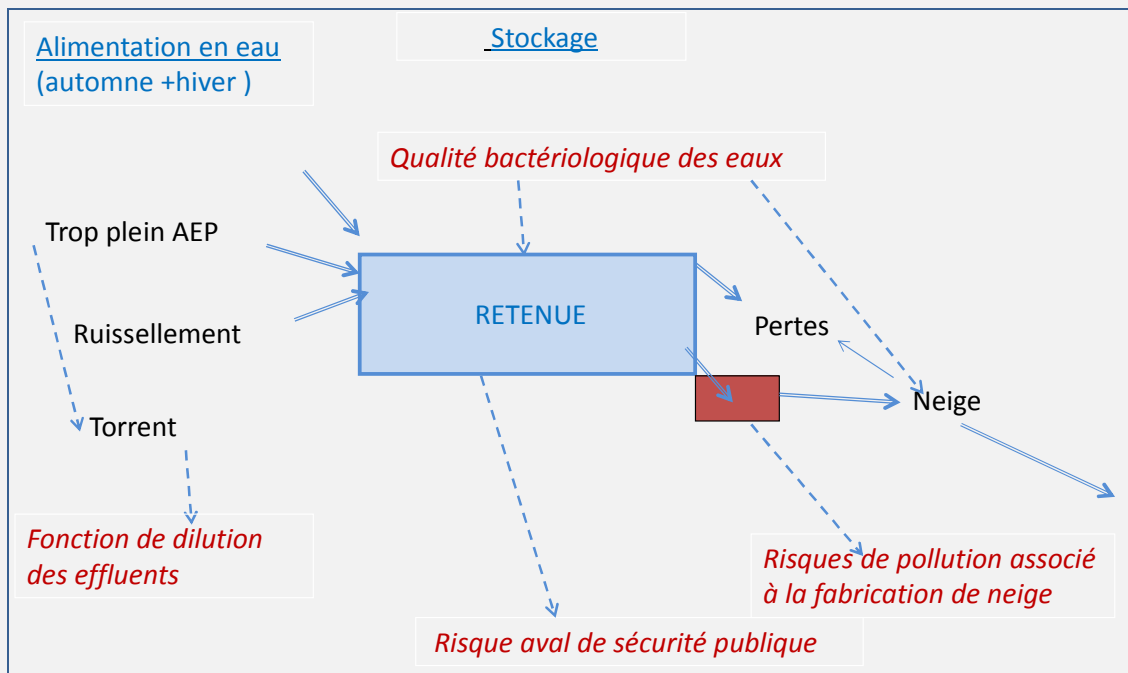 Alimentation en eau
(automne +hiver )
Stockage
Qualité bactériologique des eaux
Trop plein AEP
Ruissellement
RETENUE
Pertes
Torrent
Neige
Fonction de dilution
des effluents
Risques de pollution associé
à la fabrication de neige
Risque aval de sécurité publique